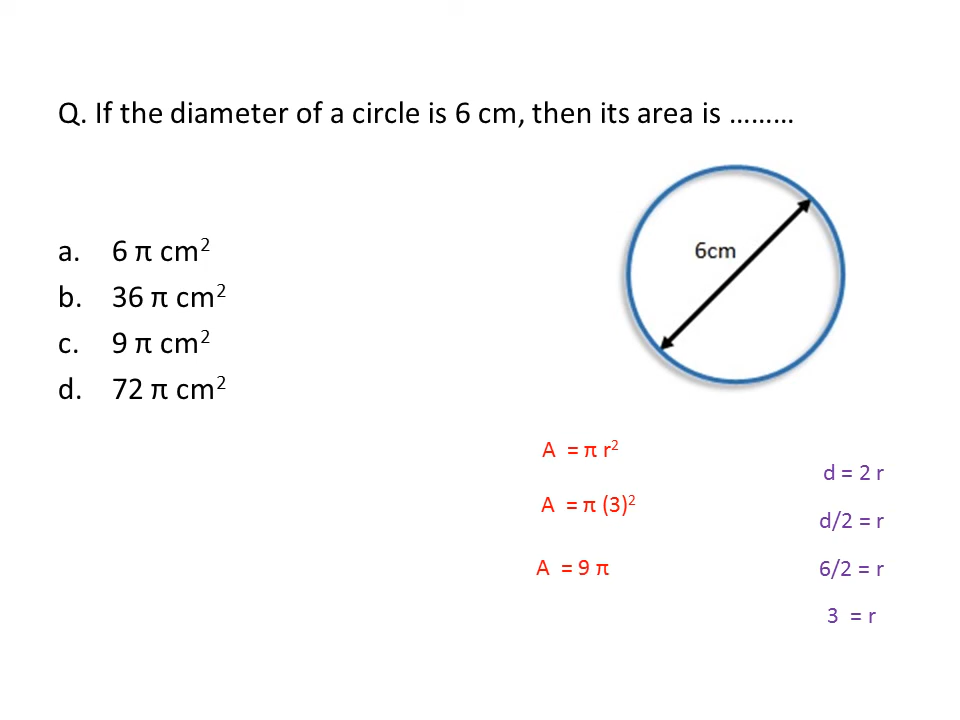 Q. If the diameter of a circle is 6 cm, then its area is ………
6cm
a. 6 π cm²
b. 36 π cm²
c. 9 π cm²
d. 72 π cm²
A = π r²
A = π (3)²
A = 9 π
d = 2 r
d/2 = r
6/2 = r
3 = r